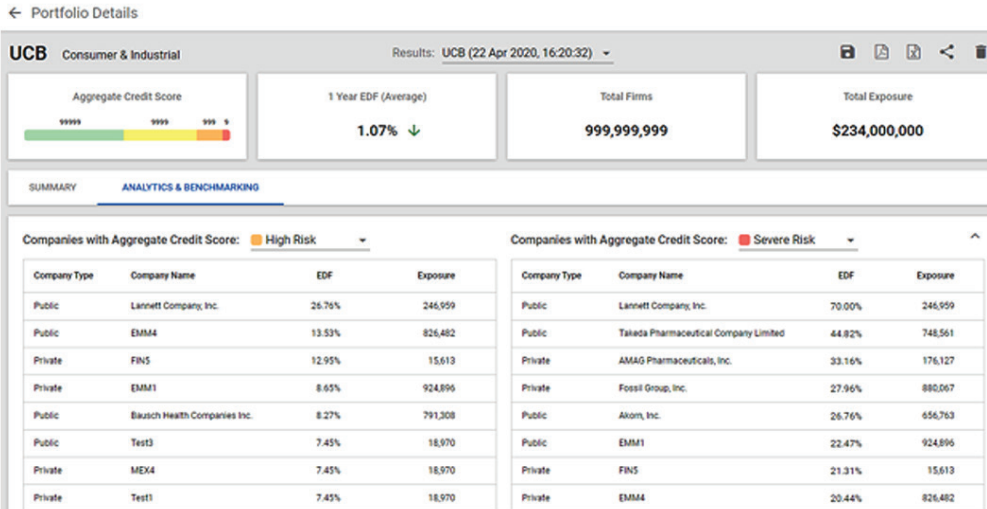 Portfolio Details
UCB Consumer & Industrial
Results: UCB (22 Apr 2020, 16:20:32)
Aggregate Credit Score
99999 9999 999 9
1 Year EDF (Average)
1.07%
Total Firms
999,999,999
Total Exposure
$234,000,000
SUMMARY ANALYTICS & BENCHMARKING
Companies with Aggregate Credit Score: High Risk
Company Type Company Name EDF Exposure
Public Lannett Company, Inc. 26.76% 246,959
Public EMM4 13.53% 826,482
Private FIN5 12.95% 15,613
Private EMM1 8.65% 924,896
Public Bausch Health Companies Inc. 8.27% 791,308
Public Test3 7.45% 18,970
Private MEX4 7.45% 18,970
Private Test1 7.45% 18,970
Companies with Aggregate Credit Score: Severe Risk
Company Type Company Name EDF Exposure
Public Lannett Company, Inc. 70.00% 246,959
Public Takeda Pharmaceutical Company Limited 44.82% 748,561
Private AMAG Pharmaceuticals, Inc. 33.16% 176,127
Private Fossil Group, Inc. 27.96% 880,067
Public Akorn, Inc. 26.76% 656,763
Public EMM1 22.47% 924,896
Private FIN5 21.31% 15,613
Private EMM4 20.44% 826,482